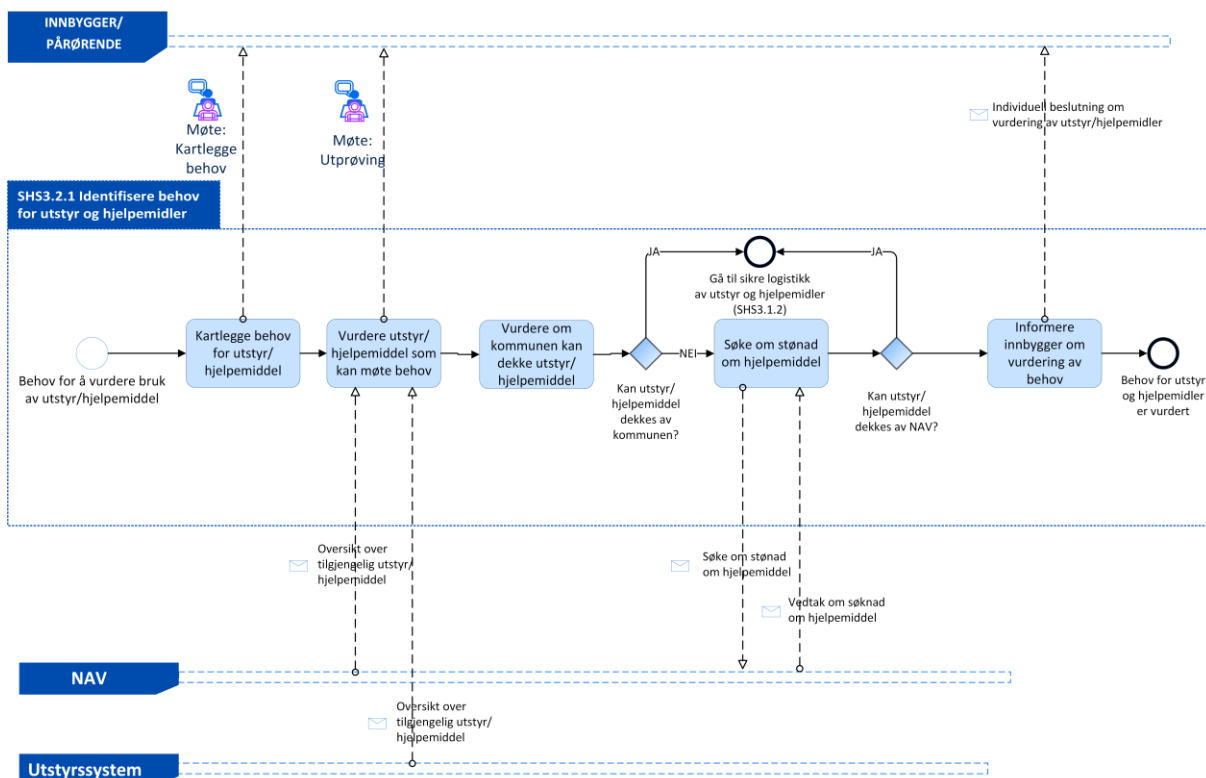 INNBYGGER/
PÅRØRENDE
Møte:
Kartlegge
behov
Møte:
Utprøving
Individuell beslutning om
vurdering av utstyr/hjelpemidler
SHS3.2.1 Identifisere behov
for utstyr og hjelpemidler
JA
JA
Gå til sikre logistikk
av utstyr og hjelpemidler
(SHS3.1.2)
Behov for å vurdere bruk
av utstyr/hjelpemiddel
Kartlegge behov
for utstyr/
hjelpemiddel
Vurdere utstyr/
hjelpemiddel som
kan møte behov
Vurdere om
kommunen kan
dekke utstyr/
hjelpemiddel
NEI
Kan utstyr/
hjelpemiddel
dekkes av
kommunen?
Søke om stønad
om hjelpemiddel
Kan utstyr/
hjelpemiddel
dekkes av NAV?
Informere
innbygger om
vurdering av
behov
Behov for utstyr
og hjelpemidler
er vurdert
Oversikt over
tilgjengelig utstyr/
hjelpemiddel
Søke om stønad
om hjelpemiddel
Vedtak om søknad
om hjelpemiddel
NAV
Oversikt over
tilgjengelig utstyr/
hjelpemiddel
Utstyrssystem